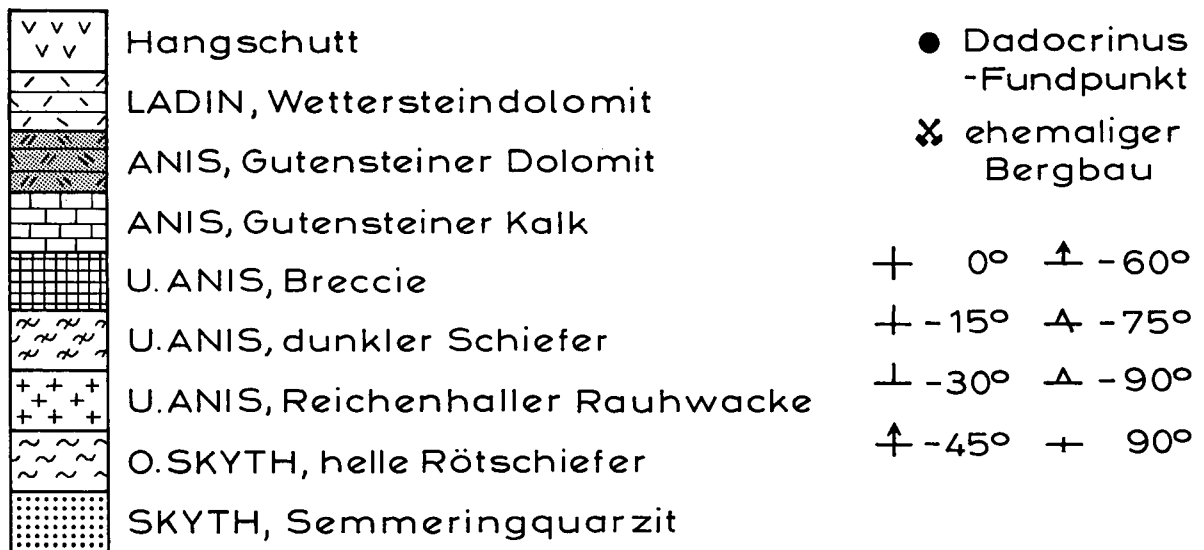 Hangschutt
LADIN, Wettersteindolomit
ANIS, Gutensteiner Dolomit
ANIS, Gutensteiner Kalk
U. ANIS, Breccie
U. ANIS, dunkler Schiefer
U. ANIS, Reichenhaller Rauhwacke
O. SKYTH, helle Rötschiefer
SKYTH, Semmeringquarzit
Dadocrinus
-Fundpunkt
ehemaliger
Bergbau
0° -60°
-15° -75°
-30° -90°
-45° 90°